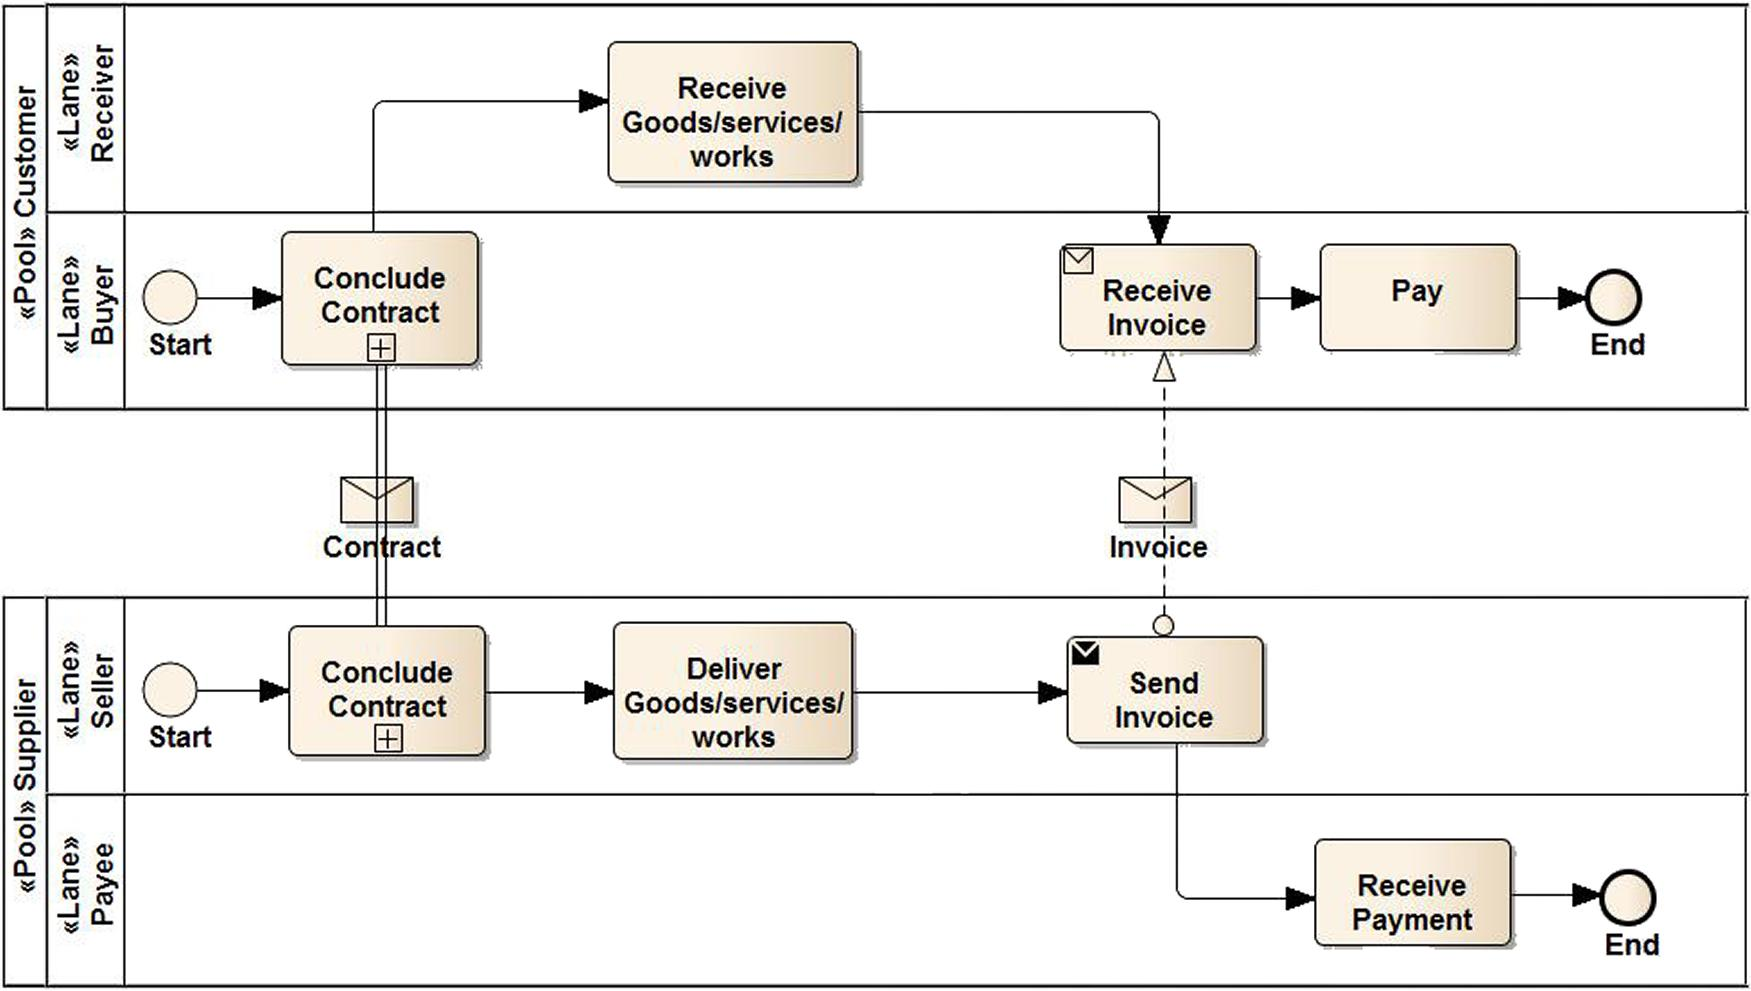 «Pool» Customer
«Lane»
Receiver
Receive
Goods/services/
works
«Lane»
Buyer
Start
Conclude
Contract
Receive
Invoice
Pay
End
Contract
Invoice
«Pool» Supplier
«Lane»
Seller
Start
Conclude
Contract
Deliver
Goods/services/
works
Send
Invoice
«Lane»
Payee
Receive
Payment
End